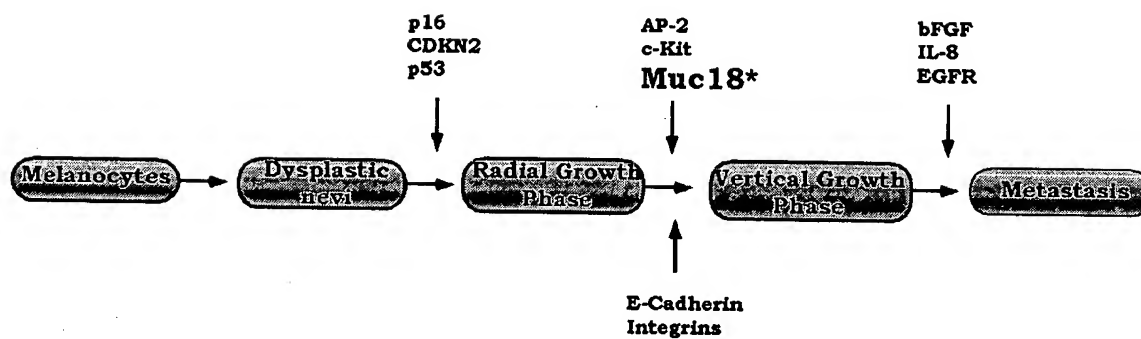 p16
CDKN2
p53
AP-2
c-Kit
Muc18*
bFGF
IL-8
EGFR
Melanocytes
Dysplastic
nevi
Radial Growth
Phase
Vertical Growth
Phase
Metastasis
E-Cadherin
Integrins